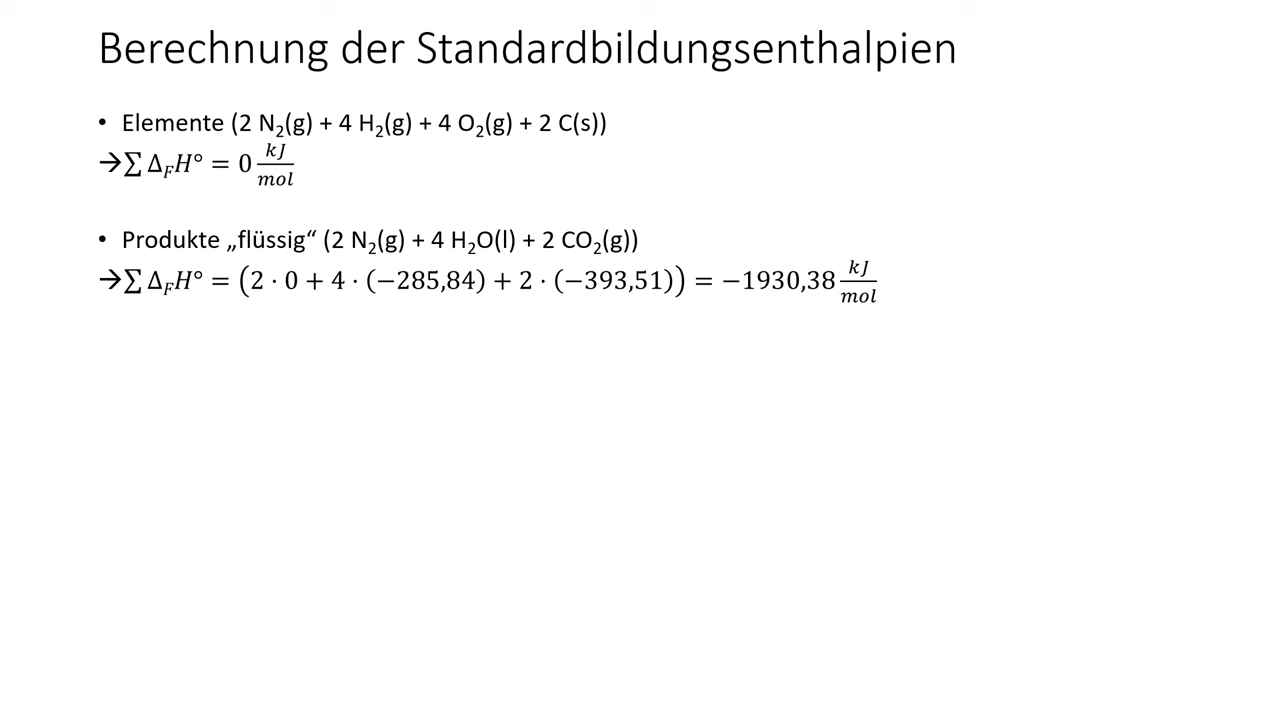 Berechnung der Standardbildungsenthalpien
• Elemente (2 N₂(g) + 4 H₂(g) + 4 O₂(g) + 2 C(s))
→∑ Δ_F H° = 0 kJ/mol
• Produkte „flüssig“ (2 N₂(g) + 4 H₂O(l) + 2 CO₂(g))
→∑ Δ_F H° = (2 · 0 + 4 · (−285,84) + 2 · (−393,51)) = −1930,38 kJ/mol